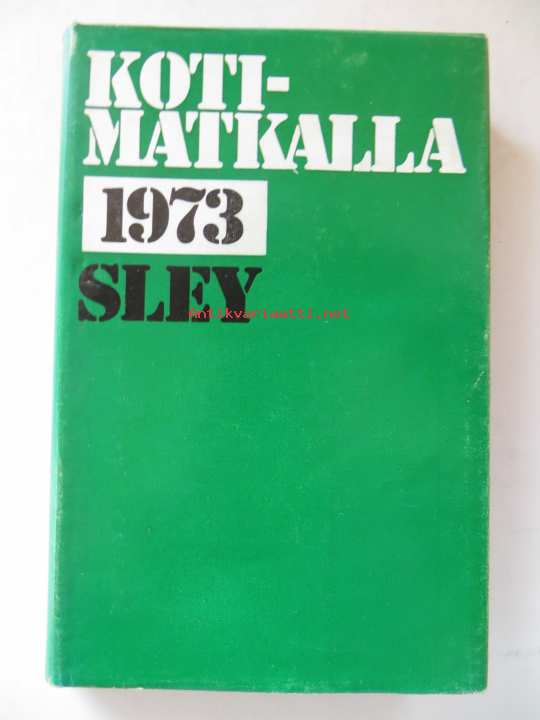 KOTI-
MATKALLA
1973
SLEY
Antikvariaatti.net